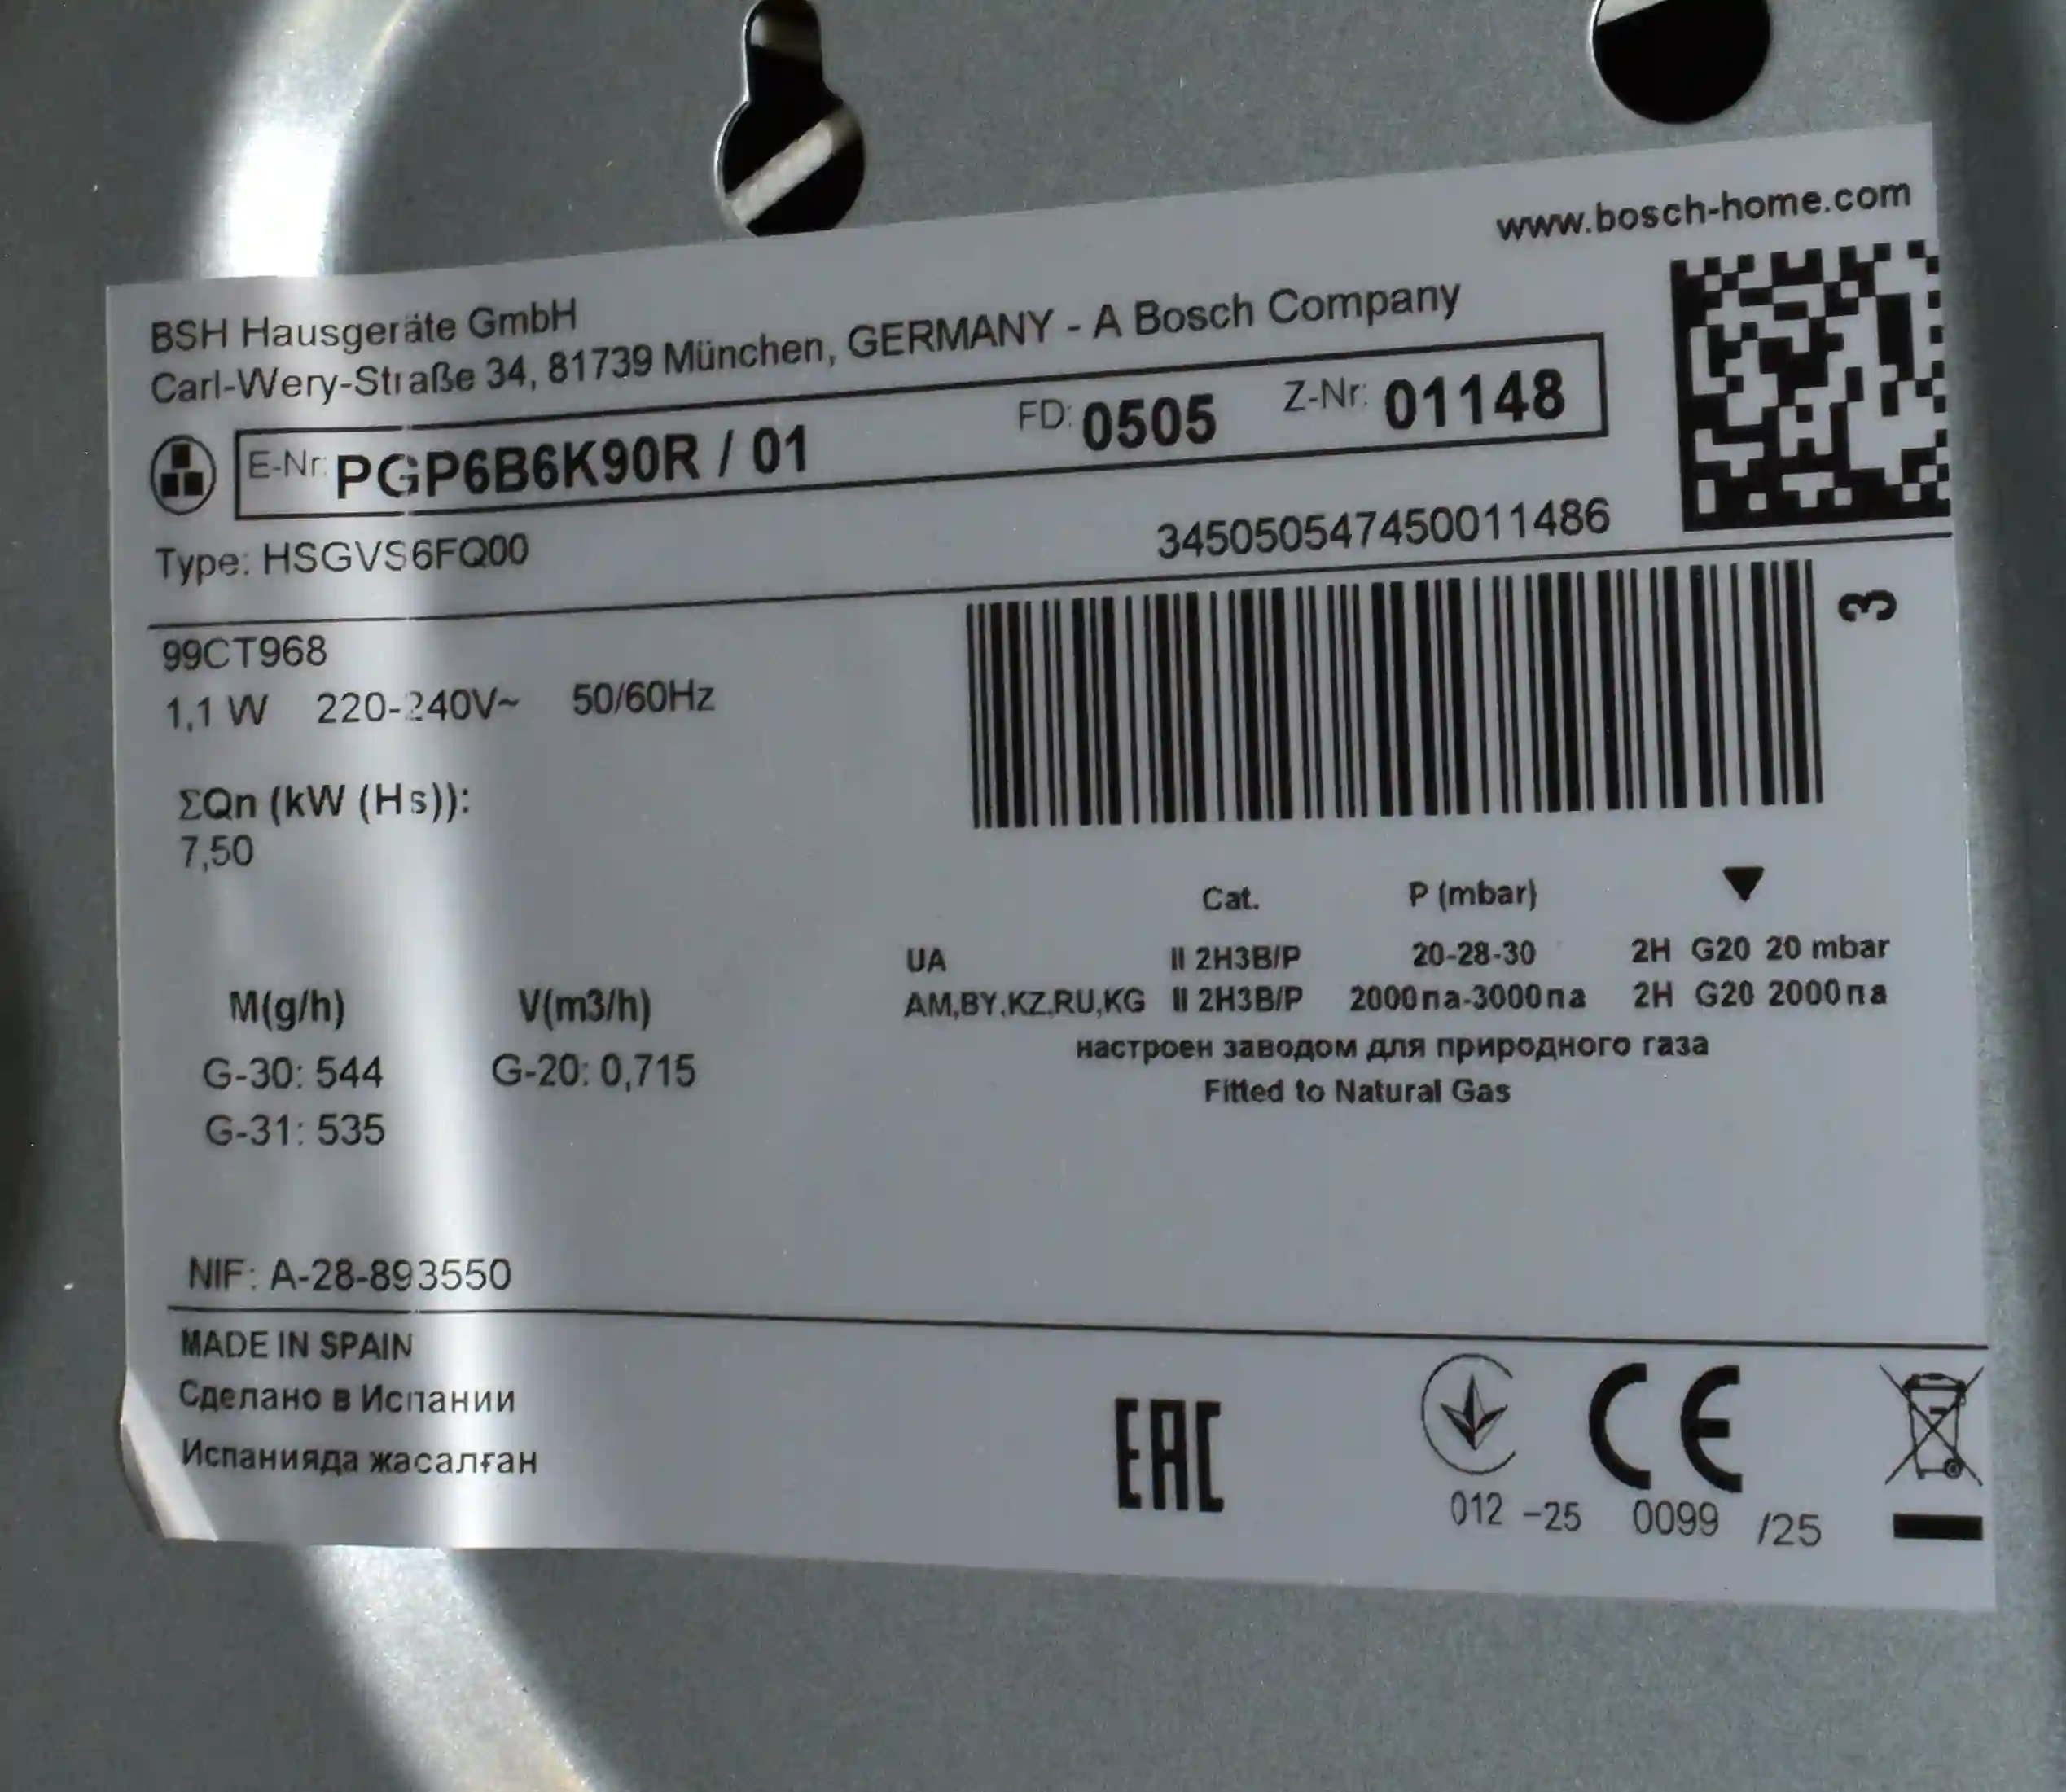 www.bosch-home.com
BSH Hausgeräte GmbH
Carl-Wery-Straße 34, 81739 München, GERMANY - A Bosch Company
E-Nr: PGP6B6K90R / 01 FD: 0505 Z-Nr: 01148
Type: HSGVS6FQ00 345050547450011486
99CT968
3
1,1 W 220-240V~ 50/60Hz
ΣQn (kW (Hs)):
7,50
Cat. P (mbar)
UA II 2H3B/P 20-28-30 2H G20 20 mbar
AM,BY,KZ,RU,KG II 2H3B/P 2000па-3000па 2H G20 2000па
настроен заводом для природного газа
Fitted to Natural Gas
M(g/h) V(m3/h)
G-30: 544 G-20: 0,715
G-31: 535
NIF: A-28-893550
MADE IN SPAIN
Сделано в Испании
Испанияда жасалған
EAC CE
012 -25 0099 /25